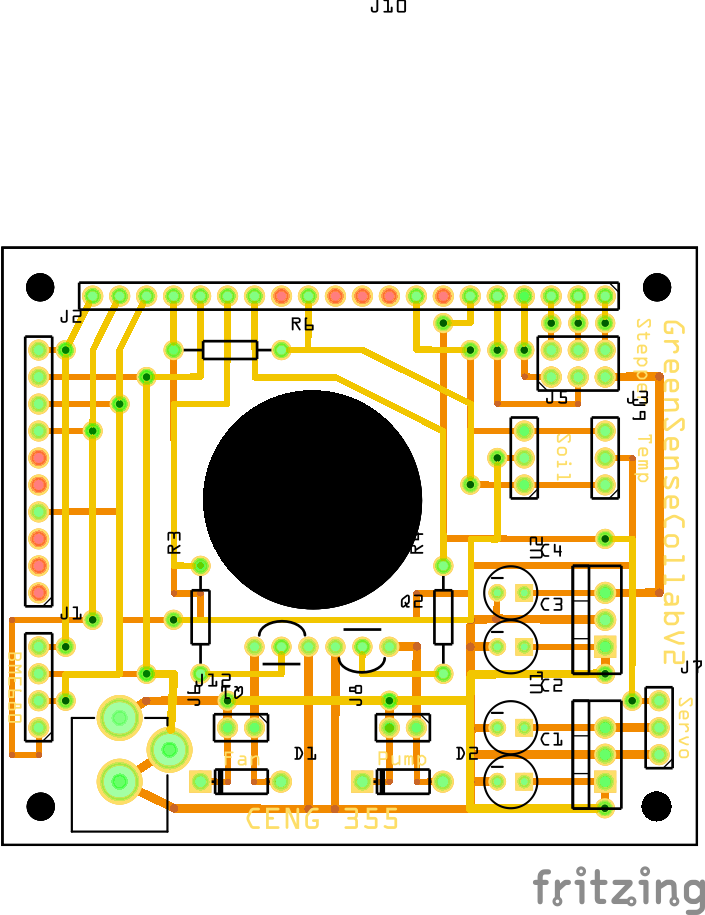 J10
J2
R6
Stepper
GreenSenseCollabV2
J5
J3
Soil
Temp
R3
R4
U2
C4
Q2
C3
J1
J12
J6
J8
U1
C2
J7
Servo
C1
D1
D2
Fan
Pump
CENG 355
fritzing